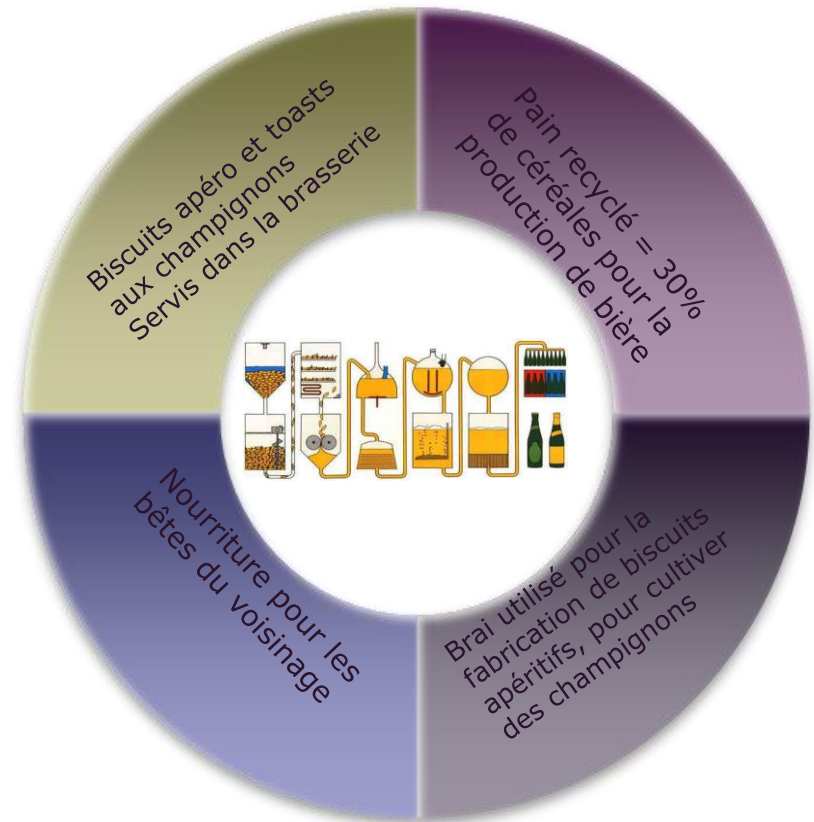 Biscuits apéro et toasts
aux champignons
Servis dans la brasserie
Pain recyclé = 30%
de céréales pour la
production de bière
Nourriture pour les
bêtes du voisinage
Brai utilisé pour la
fabrication de biscuits
apéritifs, pour cultiver
des champignons